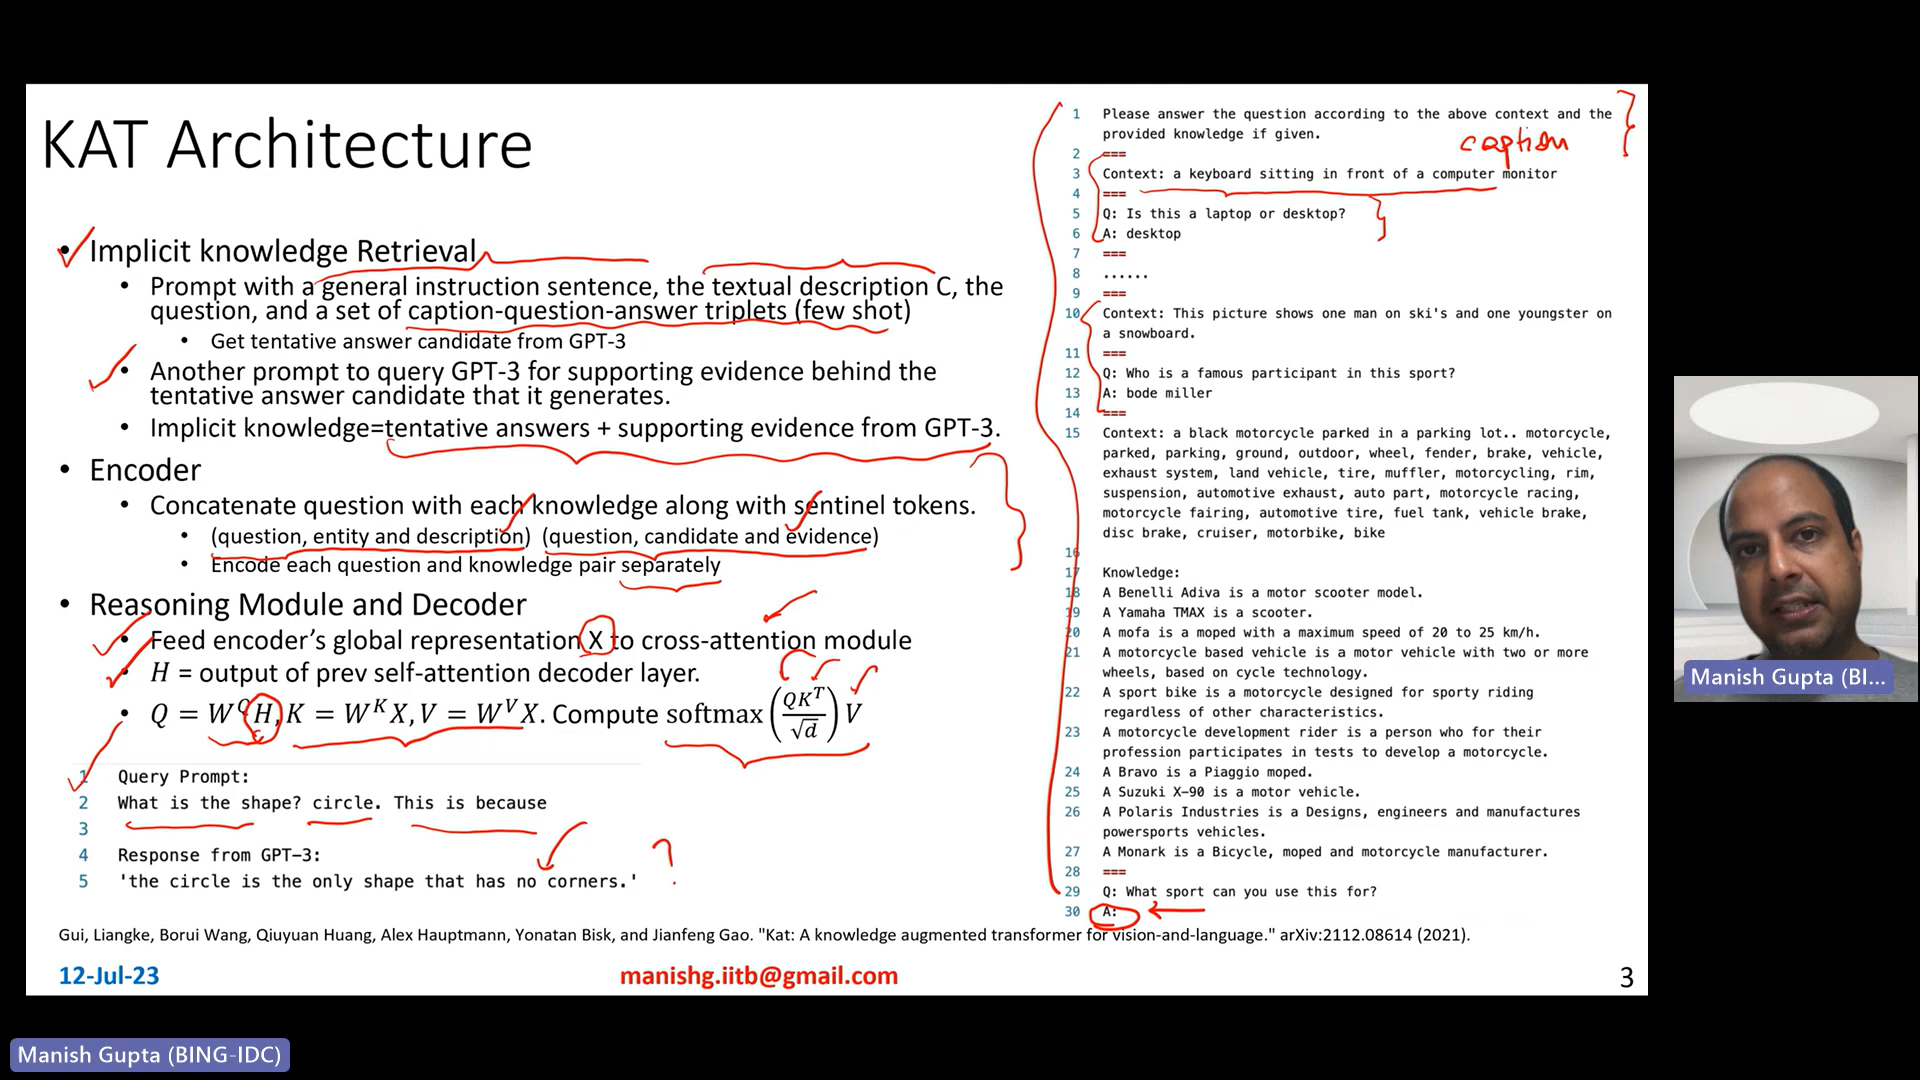 KAT Architecture
• Implicit knowledge Retrieval
• Prompt with a general instruction sentence, the textual description C, the
question, and a set of caption-question-answer triplets (few shot)
• Get tentative answer candidate from GPT-3
• Another prompt to query GPT-3 for supporting evidence behind the
tentative answer candidate that it generates.
• Implicit knowledge=tentative answers + supporting evidence from GPT-3.
• Encoder
• Concatenate question with each knowledge along with sentinel tokens.
• (question, entity and description) (question, candidate and evidence)
• Encode each question and knowledge pair separately
• Reasoning Module and Decoder
• Feed encoder's global representation X to cross-attention module
• H = output of prev self-attention decoder layer.
• Q = W^Q H, K = W^K X, V = W^V X. Compute softmax(QK^T/√d)V
1 Query Prompt:
2 What is the shape? circle. This is because
3
4 Response from GPT-3:
5 'the circle is the only shape that has no corners.' ?
1 Please answer the question according to the above context and the
provided knowledge if given.
caption
2 ===
3 Context: a keyboard sitting in front of a computer monitor
4 ===
5 Q: Is this a laptop or desktop?
6 A: desktop
7 ===
8 ......
9 ===
10 Context: This picture shows one man on ski's and one youngster on
a snowboard.
11 ===
12 Q: Who is a famous participant in this sport?
13 A: bode miller
14 ===
15 Context: a black motorcycle parked in a parking lot.. motorcycle,
parked, parking, ground, outdoor, wheel, fender, brake, vehicle,
exhaust system, land vehicle, tire, muffler, motorcycling, rim,
suspension, automotive exhaust, auto part, motorcycle racing,
motorcycle fairing, automotive tire, fuel tank, vehicle brake,
disc brake, cruiser, motorbike, bike
16
17 Knowledge:
18 A Benelli Adiva is a motor scooter model.
19 A Yamaha TMAX is a scooter.
20 A mofa is a moped with a maximum speed of 20 to 25 km/h.
21 A motorcycle based vehicle is a motor vehicle with two or more
wheels, based on cycle technology.
22 A sport bike is a motorcycle designed for sporty riding
regardless of other characteristics.
23 A motorcycle development rider is a person who for their
profession participates in tests to develop a motorcycle.
24 A Bravo is a Piaggio moped.
25 A Suzuki X-90 is a motor vehicle.
26 A Polaris Industries is a Designs, engineers and manufactures
powersports vehicles.
27 A Monark is a Bicycle, moped and motorcycle manufacturer.
28 ===
29 Q: What sport can you use this for?
30 A:
Gui, Liangke, Borui Wang, Qiuyuan Huang, Alex Hauptmann, Yonatan Bisk, and Jianfeng Gao. "Kat: A knowledge augmented transformer for vision-and-language." arXiv:2112.08614 (2021).
12-Jul-23
manishg.iitb@gmail.com
3
Manish Gupta (BI...
Manish Gupta (BING-IDC)